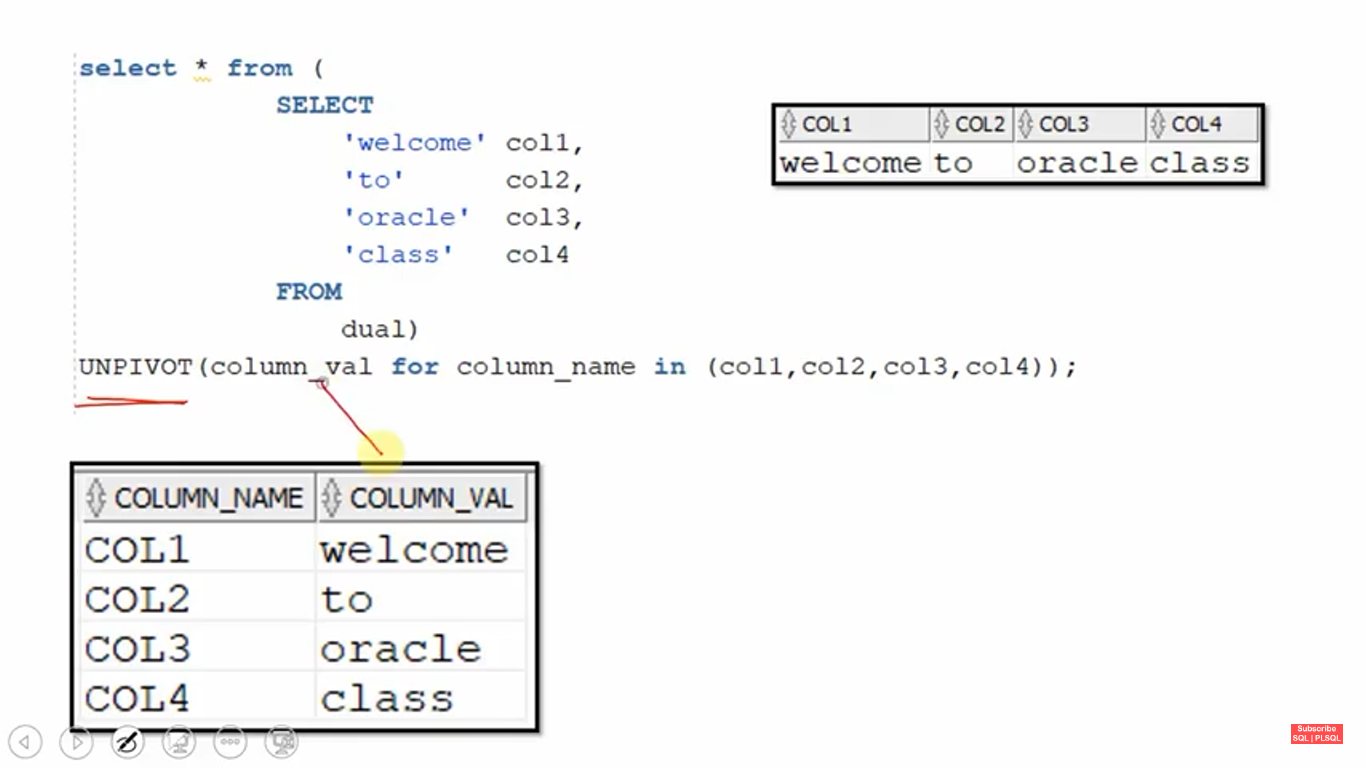 select * from (
SELECT
'welcome' col1,
'to' col2,
'oracle' col3,
'class' col4
FROM
dual)
UNPIVOT(column_val for column_name in (col1,col2,col3,col4));
COL1 COL2 COL3 COL4
welcome to oracle class
COLUMN_NAME COLUMN_VAL
COL1 welcome
COL2 to
COL3 oracle
COL4 class
Subscribe
SQL | PLSQL